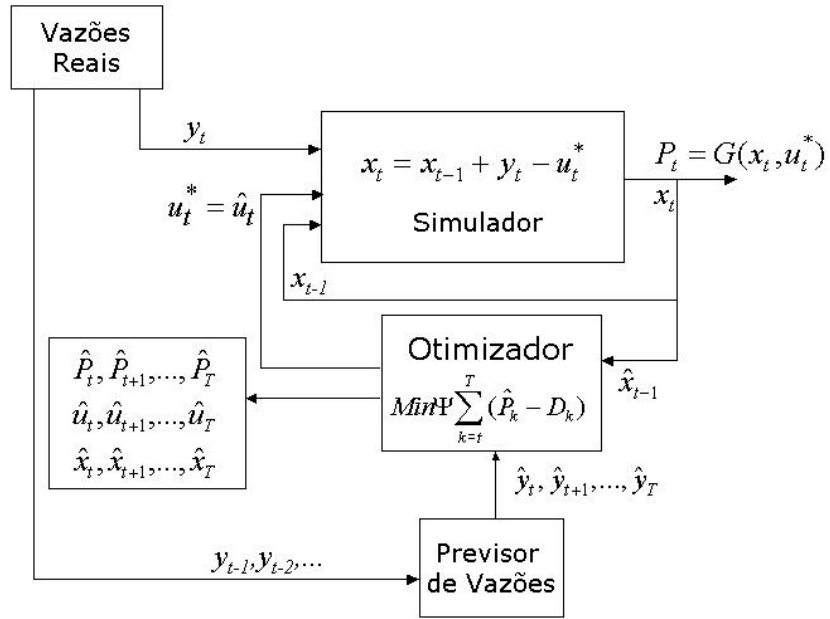 Vazões
Reais
y_t
x_t = x_{t-1} + y_t - u_t^*
Simulador
P_t = G(x_t, u_t^*)
x_t
u_t^* = û_t
x_{t-1}
Otimizador
MinΨ∑_{k=t}^{T}(P̂_k - D_k)
x̂_{t-1}
P̂_t, P̂_{t+1},..., P̂_T
û_t, û_{t+1},..., û_T
x̂_t, x̂_{t+1},..., x̂_T
ŷ_t, ŷ_{t+1},..., ŷ_T
y_{t-1}, y_{t-2},...
Previsor
de Vazões